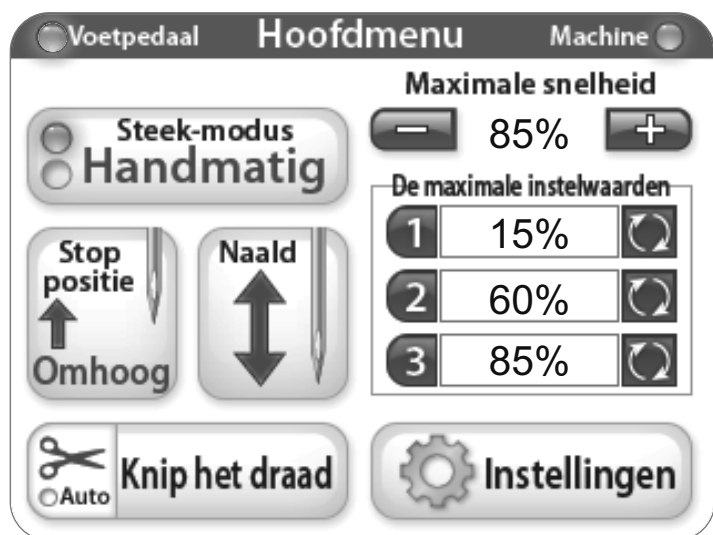 Voetpedaal Hoofdmenu Machine
Maximale snelheid
85%
Steek-modus
Handmatig
De maximale instelwaarden
1 15%
2 60%
3 85%
Stop
positie
Omhoog
Naald
Auto
Knip het draad
Instellingen